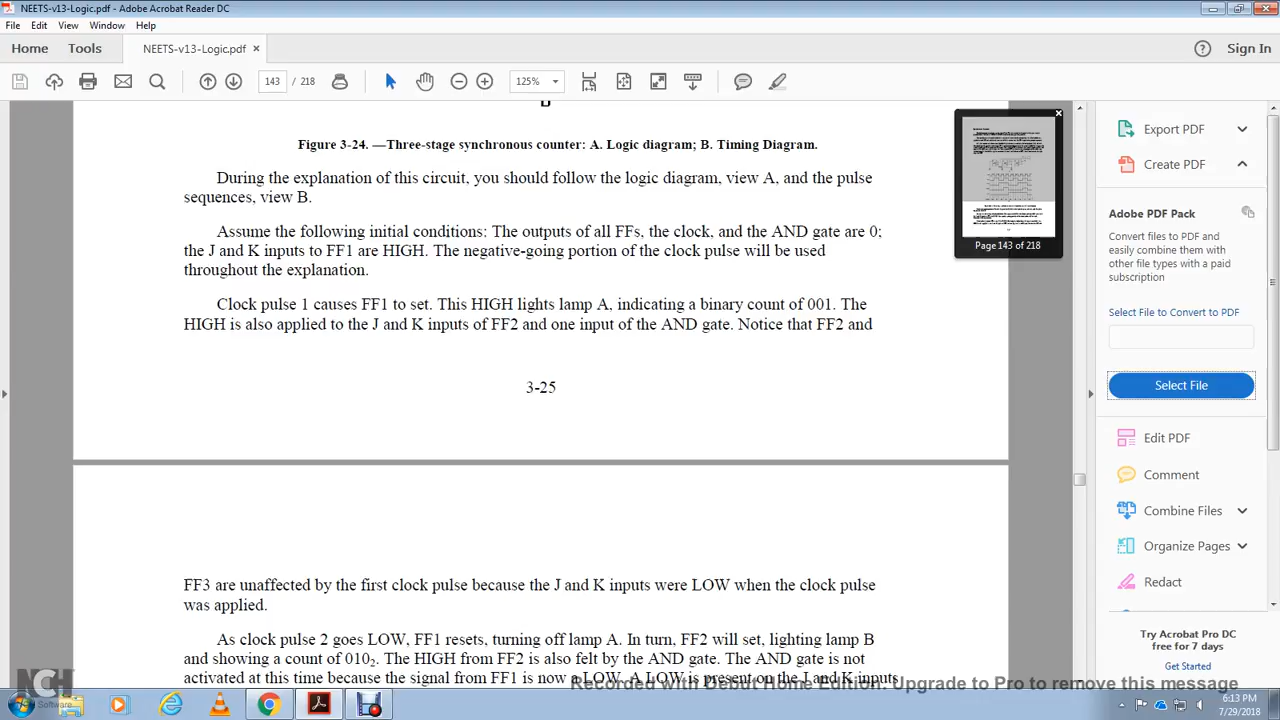 NEETS-v13-Logic.pdf - Adobe Acrobat Reader DC
File Edit View Window Help
Home Tools NEETS-v13-Logic.pdf × Sign In
143 / 218 125%
B
Figure 3-24. —Three-stage synchronous counter: A. Logic diagram; B. Timing Diagram.
During the explanation of this circuit, you should follow the logic diagram, view A, and the pulse
sequences, view B.
Assume the following initial conditions: The outputs of all FFs, the clock, and the AND gate are 0;
the J and K inputs to FF1 are HIGH. The negative-going portion of the clock pulse will be used
throughout the explanation.
Clock pulse 1 causes FF1 to set. This HIGH lights lamp A, indicating a binary count of 001. The
HIGH is also applied to the J and K inputs of FF2 and one input of the AND gate. Notice that FF2 and
3-25
FF3 are unaffected by the first clock pulse because the J and K inputs were LOW when the clock pulse
was applied.
As clock pulse 2 goes LOW, FF1 resets, turning off lamp A. In turn, FF2 will set, lighting lamp B
and showing a count of 010₂. The HIGH from FF2 is also felt by the AND gate. The AND gate is not
activated at this time because the signal from FF1 is now a LOW. A LOW is present on the J and K inputs
Page 143 of 218
Export PDF
Create PDF
Adobe PDF Pack
Convert files to PDF and
easily combine them with
other file types with a paid
subscription
Select File to Convert to PDF
Select File
Edit PDF
Comment
Combine Files
Organize Pages
Redact
Try Acrobat Pro DC
free for 7 days
Get Started
Recorded with Debut Home Edition. Upgrade to Pro to remove this message
NCH
Software
6:13 PM
7/29/2018